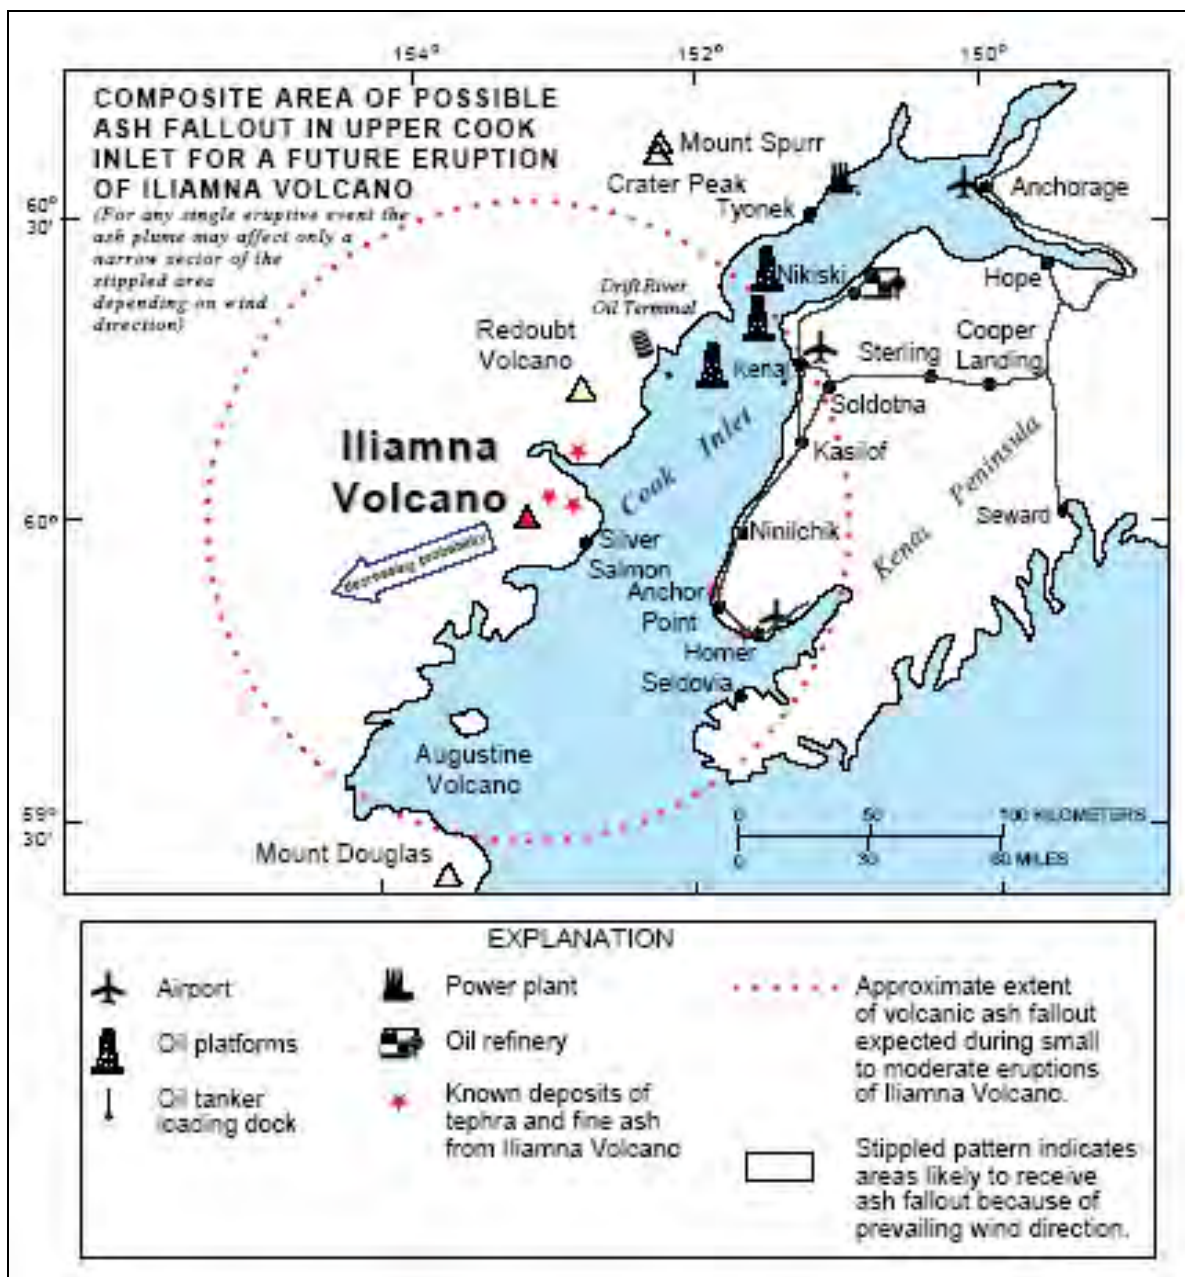 154°
152°
150°
COMPOSITE AREA OF POSSIBLE
ASH FALLOUT IN UPPER COOK
INLET FOR A FUTURE ERUPTION
OF ILIAMNA VOLCANO
(For any single eruptive event the
ash plume may affect only a
narrow sector of the
stippled area
depending on wind
direction)
60°
30'
Mount Spurr
Crater Peak
Tyonek
Anchorage
Nikiski
Hope
Drift River
Oil Terminal
Redoubt
Volcano
Kenai
Sterling
Cooper
Landing
Soldotna
Kasilof
Cook Inlet
Kenai Peninsula
Iliamna
Volcano
60°
decreasing probability
Silver
Salmon
Ninilchik
Seward
Anchor
Point
Homer
Seldovia
Augustine
Volcano
59°
30'
Mount Douglas
0 50 100 KILOMETERS
0 30 60 MILES
EXPLANATION
Airport
Oil platforms
Oil tanker
loading dock
Power plant
Oil refinery
Known deposits of
tephra and fine ash
from Iliamna Volcano
Approximate extent
of volcanic ash fallout
expected during small
to moderate eruptions
of Iliamna Volcano.
Stippled pattern indicates
areas likely to receive
ash fallout because of
prevailing wind direction.